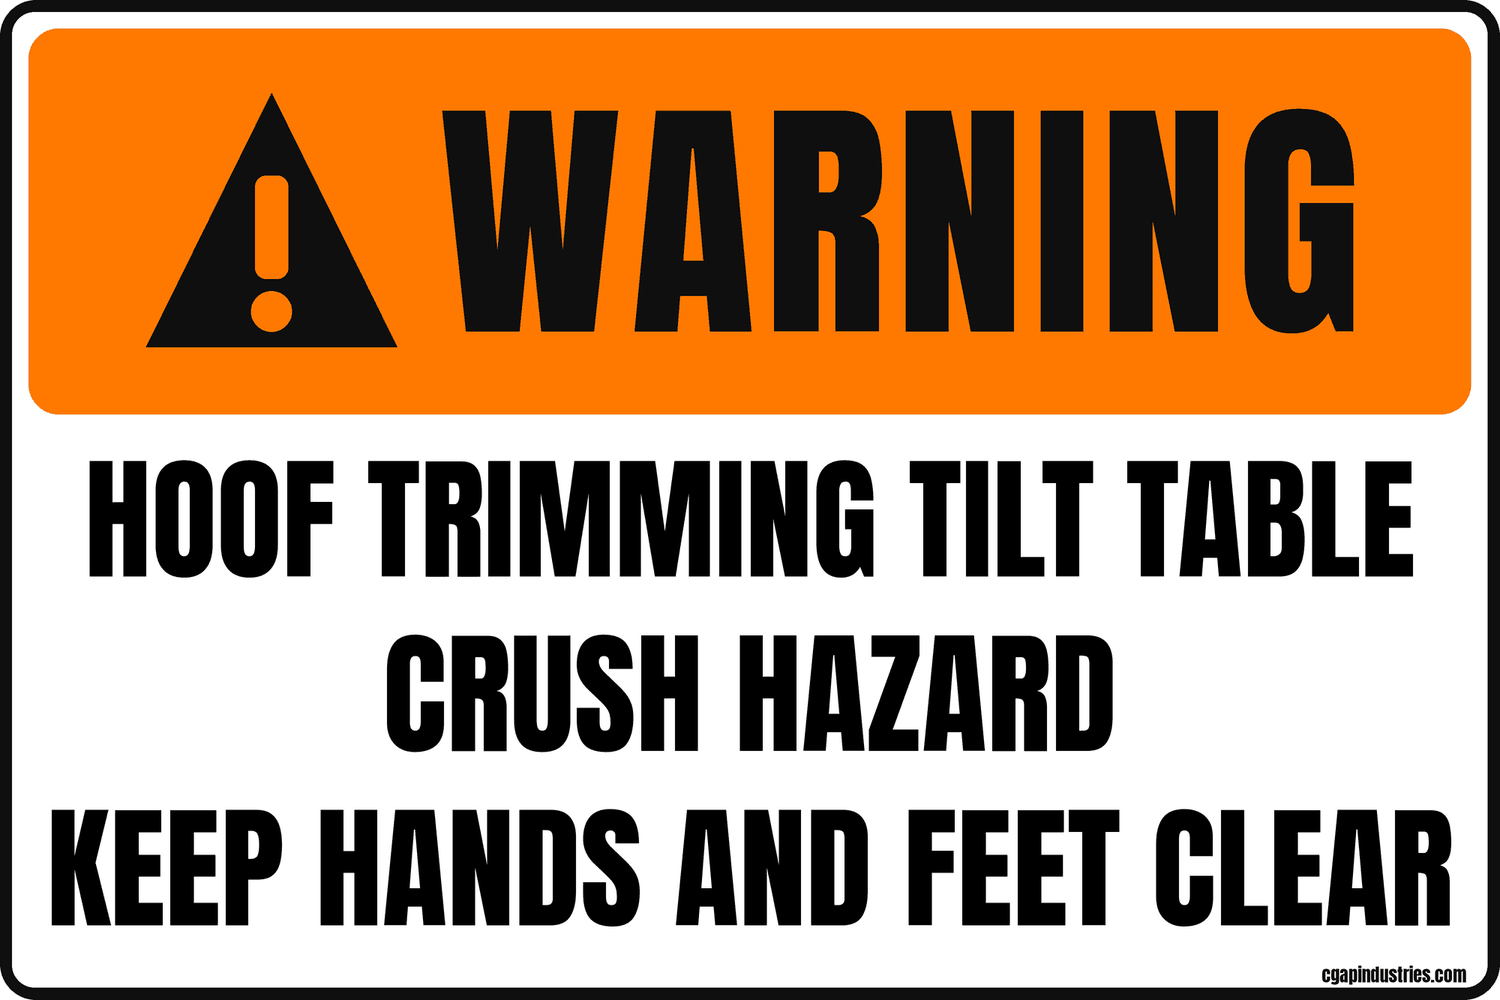 WARNING
HOOF TRIMMING TILT TABLE
CRUSH HAZARD
KEEP HANDS AND FEET CLEAR
cgapindustries.com